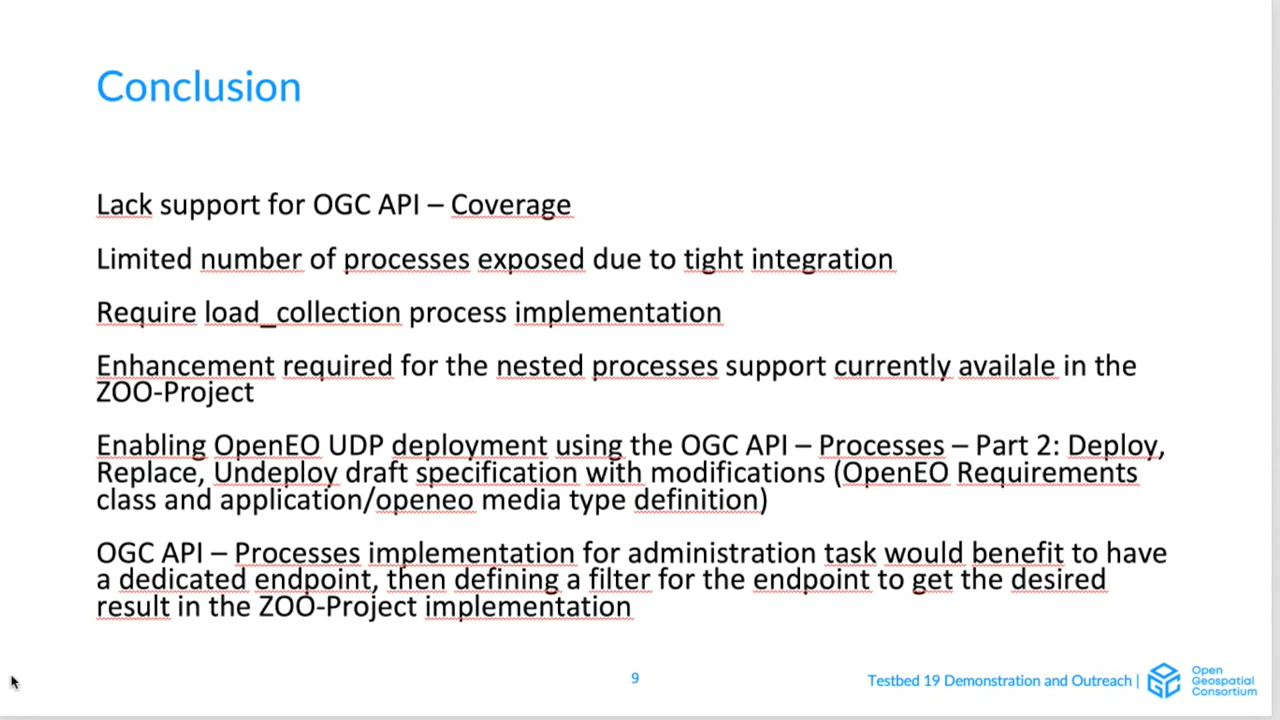 Conclusion
Lack support for OGC API – Coverage
Limited number of processes exposed due to tight integration
Require load_collection process implementation
Enhancement required for the nested processes support currently availale in the
ZOO-Project
Enabling OpenEO UDP deployment using the OGC API – Processes – Part 2: Deploy,
Replace, Undeploy draft specification with modifications (OpenEO Requirements
class and application/openeo media type definition)
OGC API – Processes implementation for administration task would benefit to have
a dedicated endpoint, then defining a filter for the endpoint to get the desired
result in the ZOO-Project implementation
9
Testbed 19 Demonstration and Outreach |
Open
Geospatial
Consortium